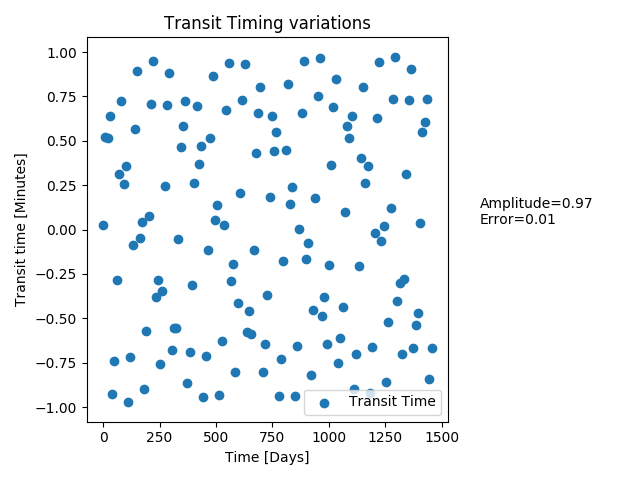 Transit Timing variations
1.00
0.75
0.50
0.25
0.00
−0.25
−0.50
−0.75
−1.00
Transit time [Minutes]
Amplitude=0.97
Error=0.01
Transit Time
0
250
500
750
1000
1250
1500
Time [Days]